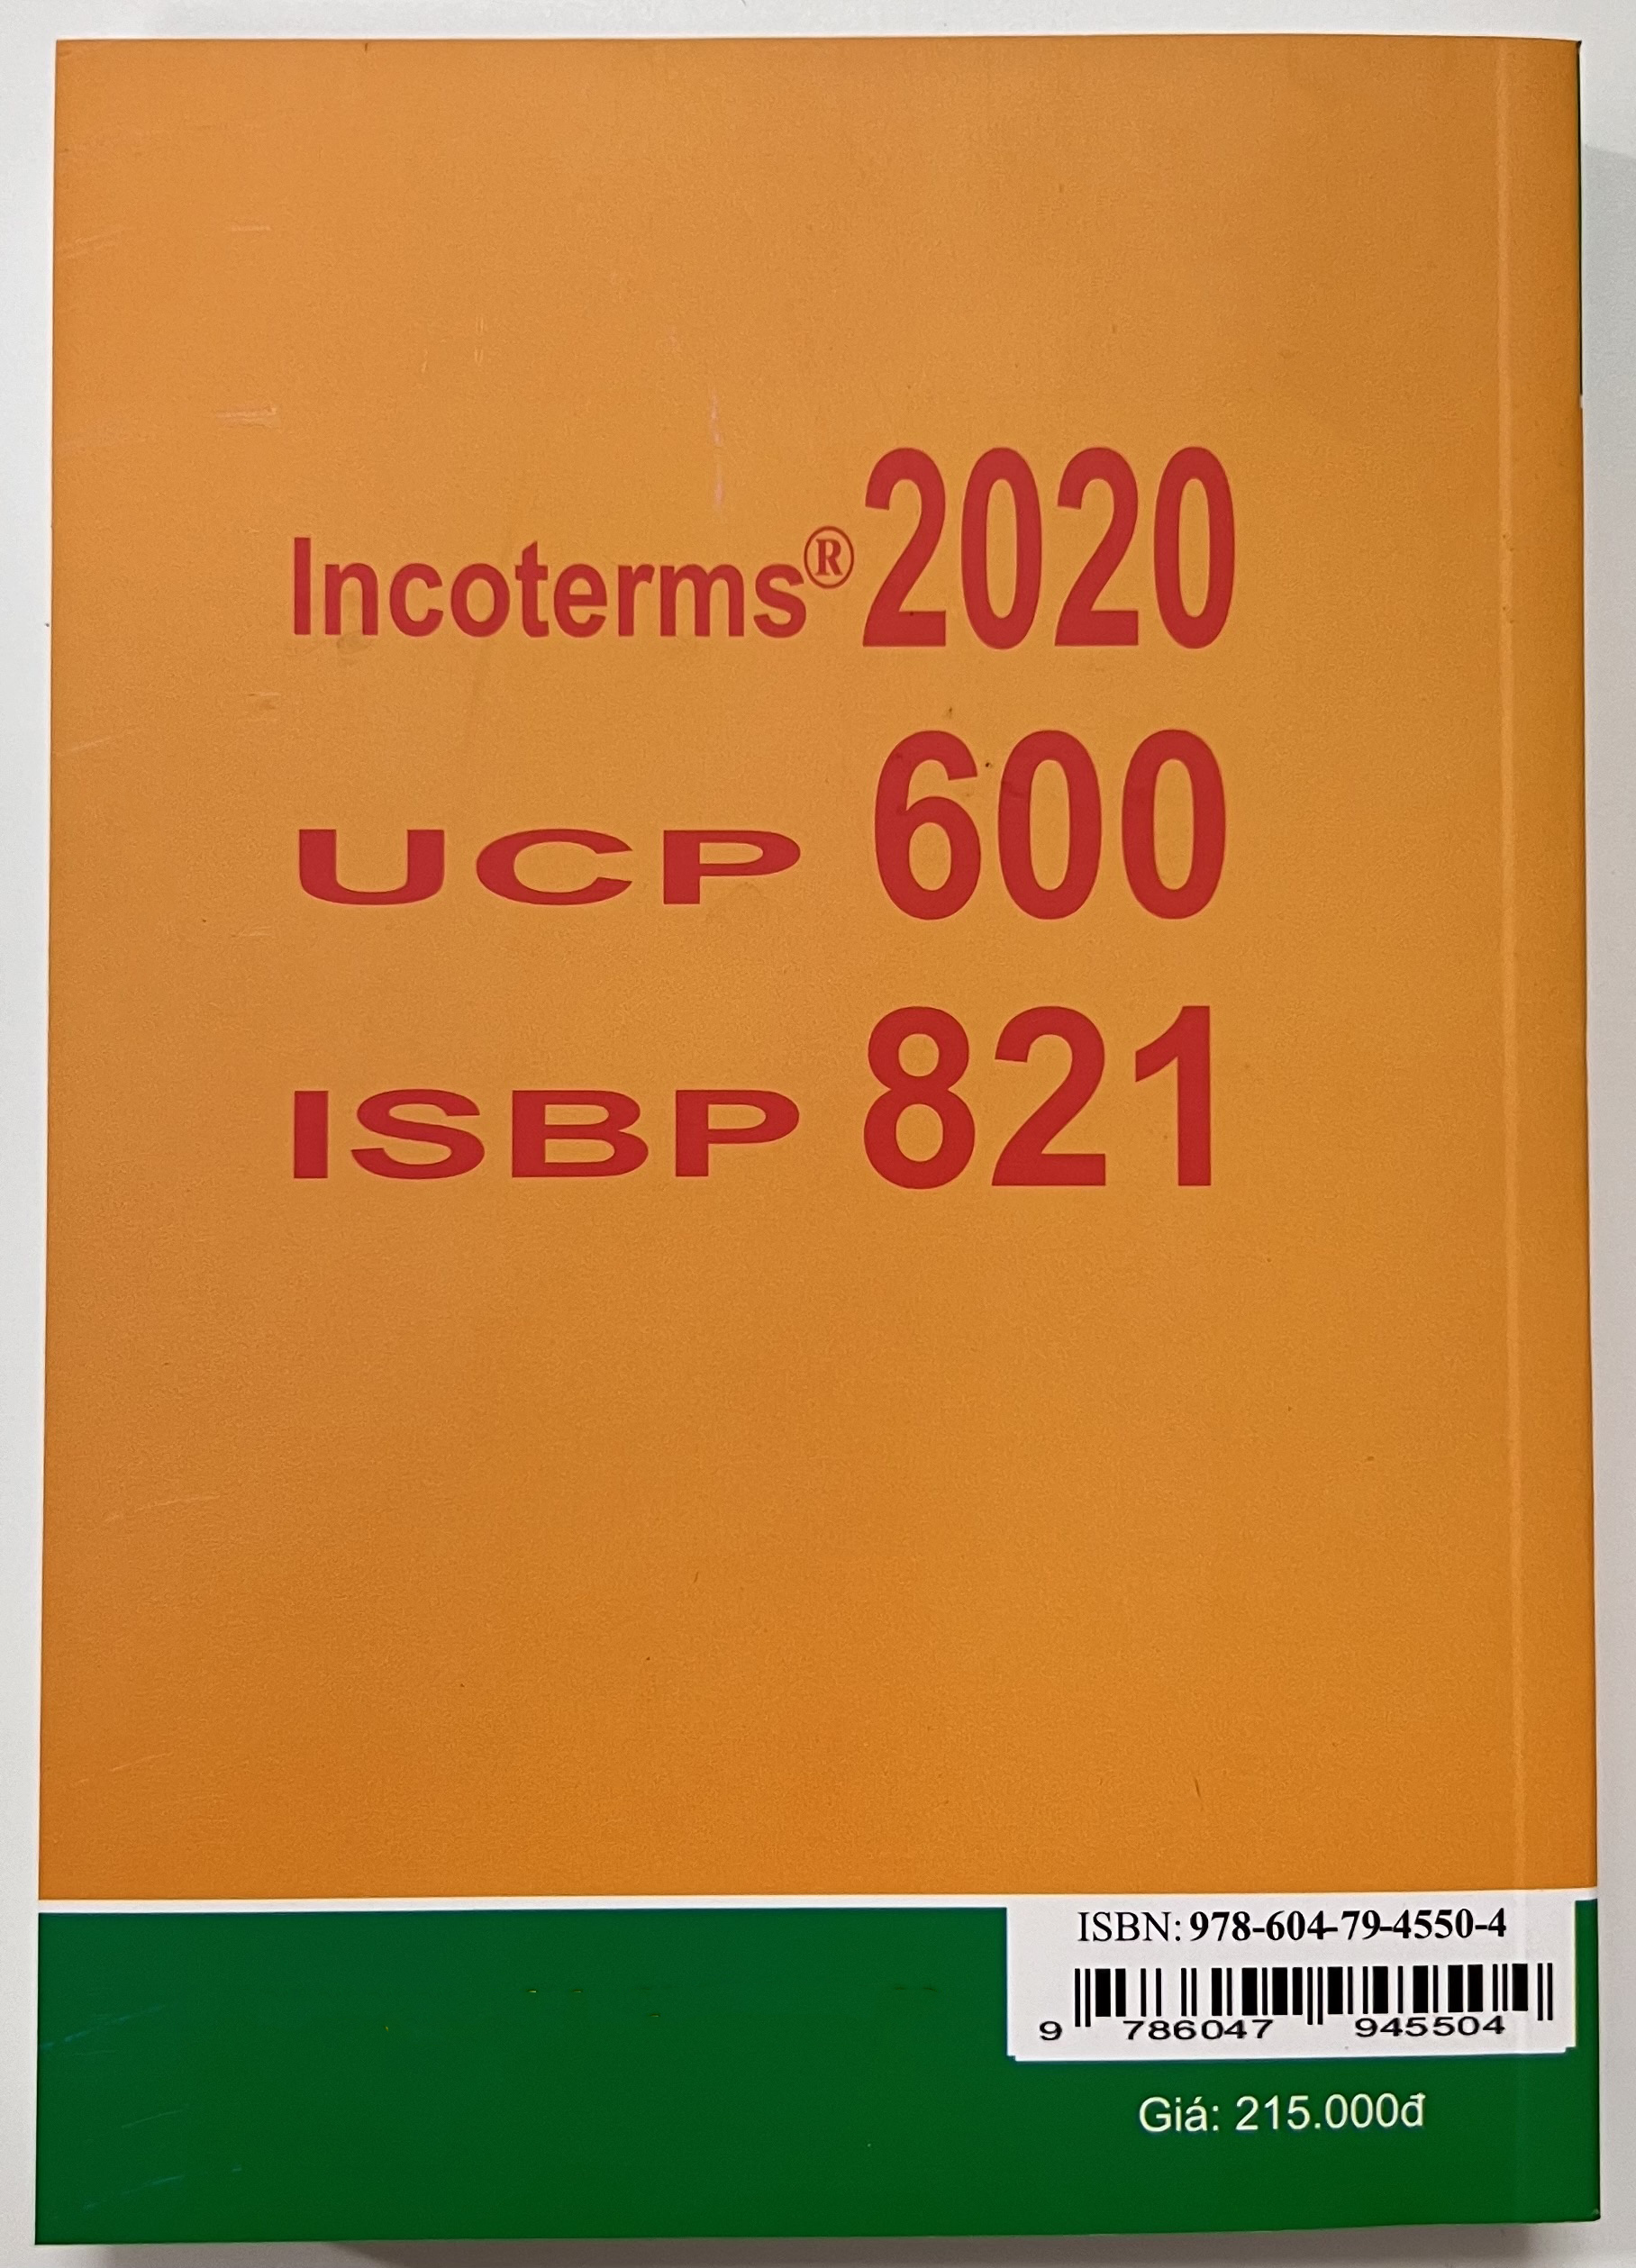 Incoterms® 2020
UCP 600
ISBP 821
ISBN: 978-604-79-4550-4
9 786047 945504
Giá: 215.000đ